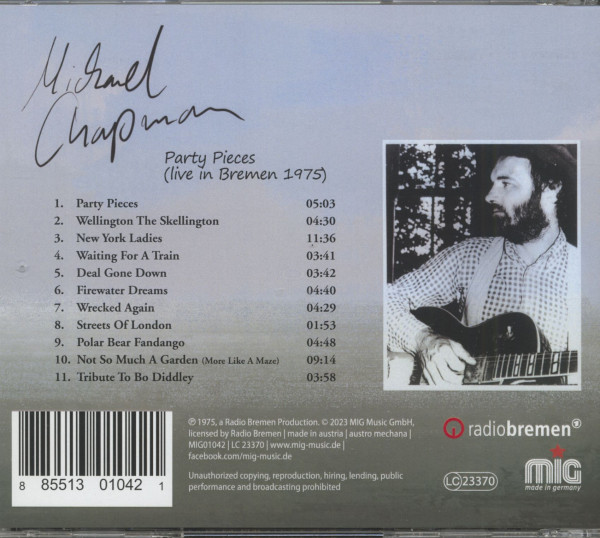 Michael
Chapman
Party Pieces
(live in Bremen 1975)
1. Party Pieces 05:03
2. Wellington The Skellington 04:30
3. New York Ladies 11:36
4. Waiting For A Train 03:41
5. Deal Gone Down 03:42
6. Firewater Dreams 04:40
7. Wrecked Again 04:29
8. Streets Of London 01:53
9. Polar Bear Fandango 04:48
10. Not So Much A Garden (More Like A Maze) 09:14
11. Tribute To Bo Diddley 03:58
℗ 1975, a Radio Bremen Production. © 2023 MIG Music GmbH,
licensed by Radio Bremen | made in austria | austro mechana |
MIG01042 | LC 23370 | www.mig-music.de |
facebook.com/mig-music.de
Unauthorized copying, reproduction, hiring, lending, public
performance and broadcasting prohibited
8 85513 01042 1
radiobremen
LC 23370
MIG
made in germany